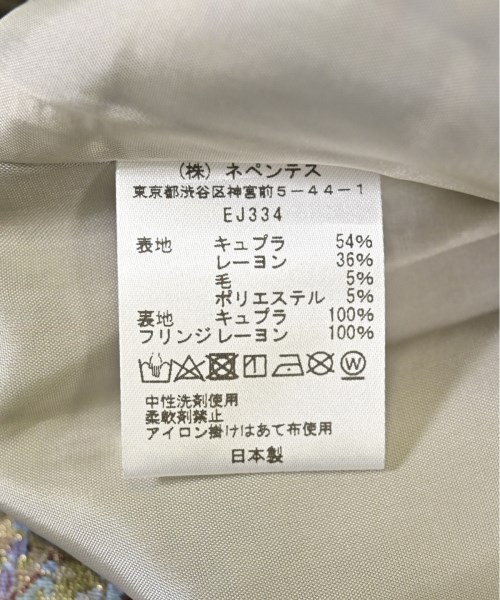 (株) ネペンテス
東京都渋谷区神宮前5-44-1
EJ334
表地 キュプラ 54%
レーヨン 36%
毛 5%
ポリエステル 5%
裏地 キュプラ 100%
フリンジ レーヨン 100%
W
中性洗剤使用
柔軟剤禁止
アイロン掛けはあて布使用
日本製